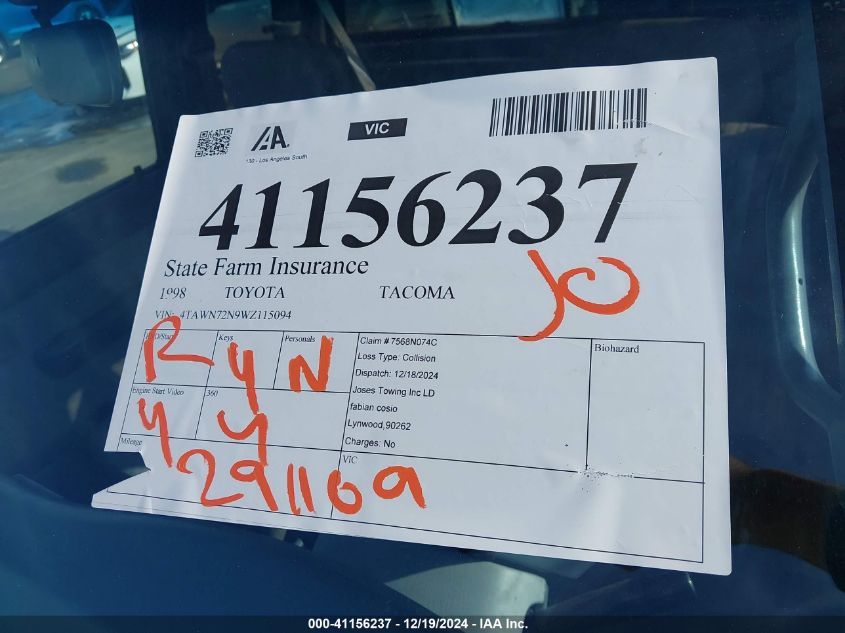 IAA.
VIC
130 - Los Angeles South
41156237
State Farm Insurance
JO
1998 TOYOTA TACOMA
VIN: 4TAWN72N9WZ115094
Keys Personals
R Y N
Claim # 7568N074C
Loss Type: Collision
Dispatch: 12/18/2024
Joses Towing Inc LD
fabian cosio
Lynwood,90262
Charges: No
Biohazard
Engine Start Video 360
Y Y
Mileage
291109
VIC
000-41156237 - 12/19/2024 - IAA Inc.